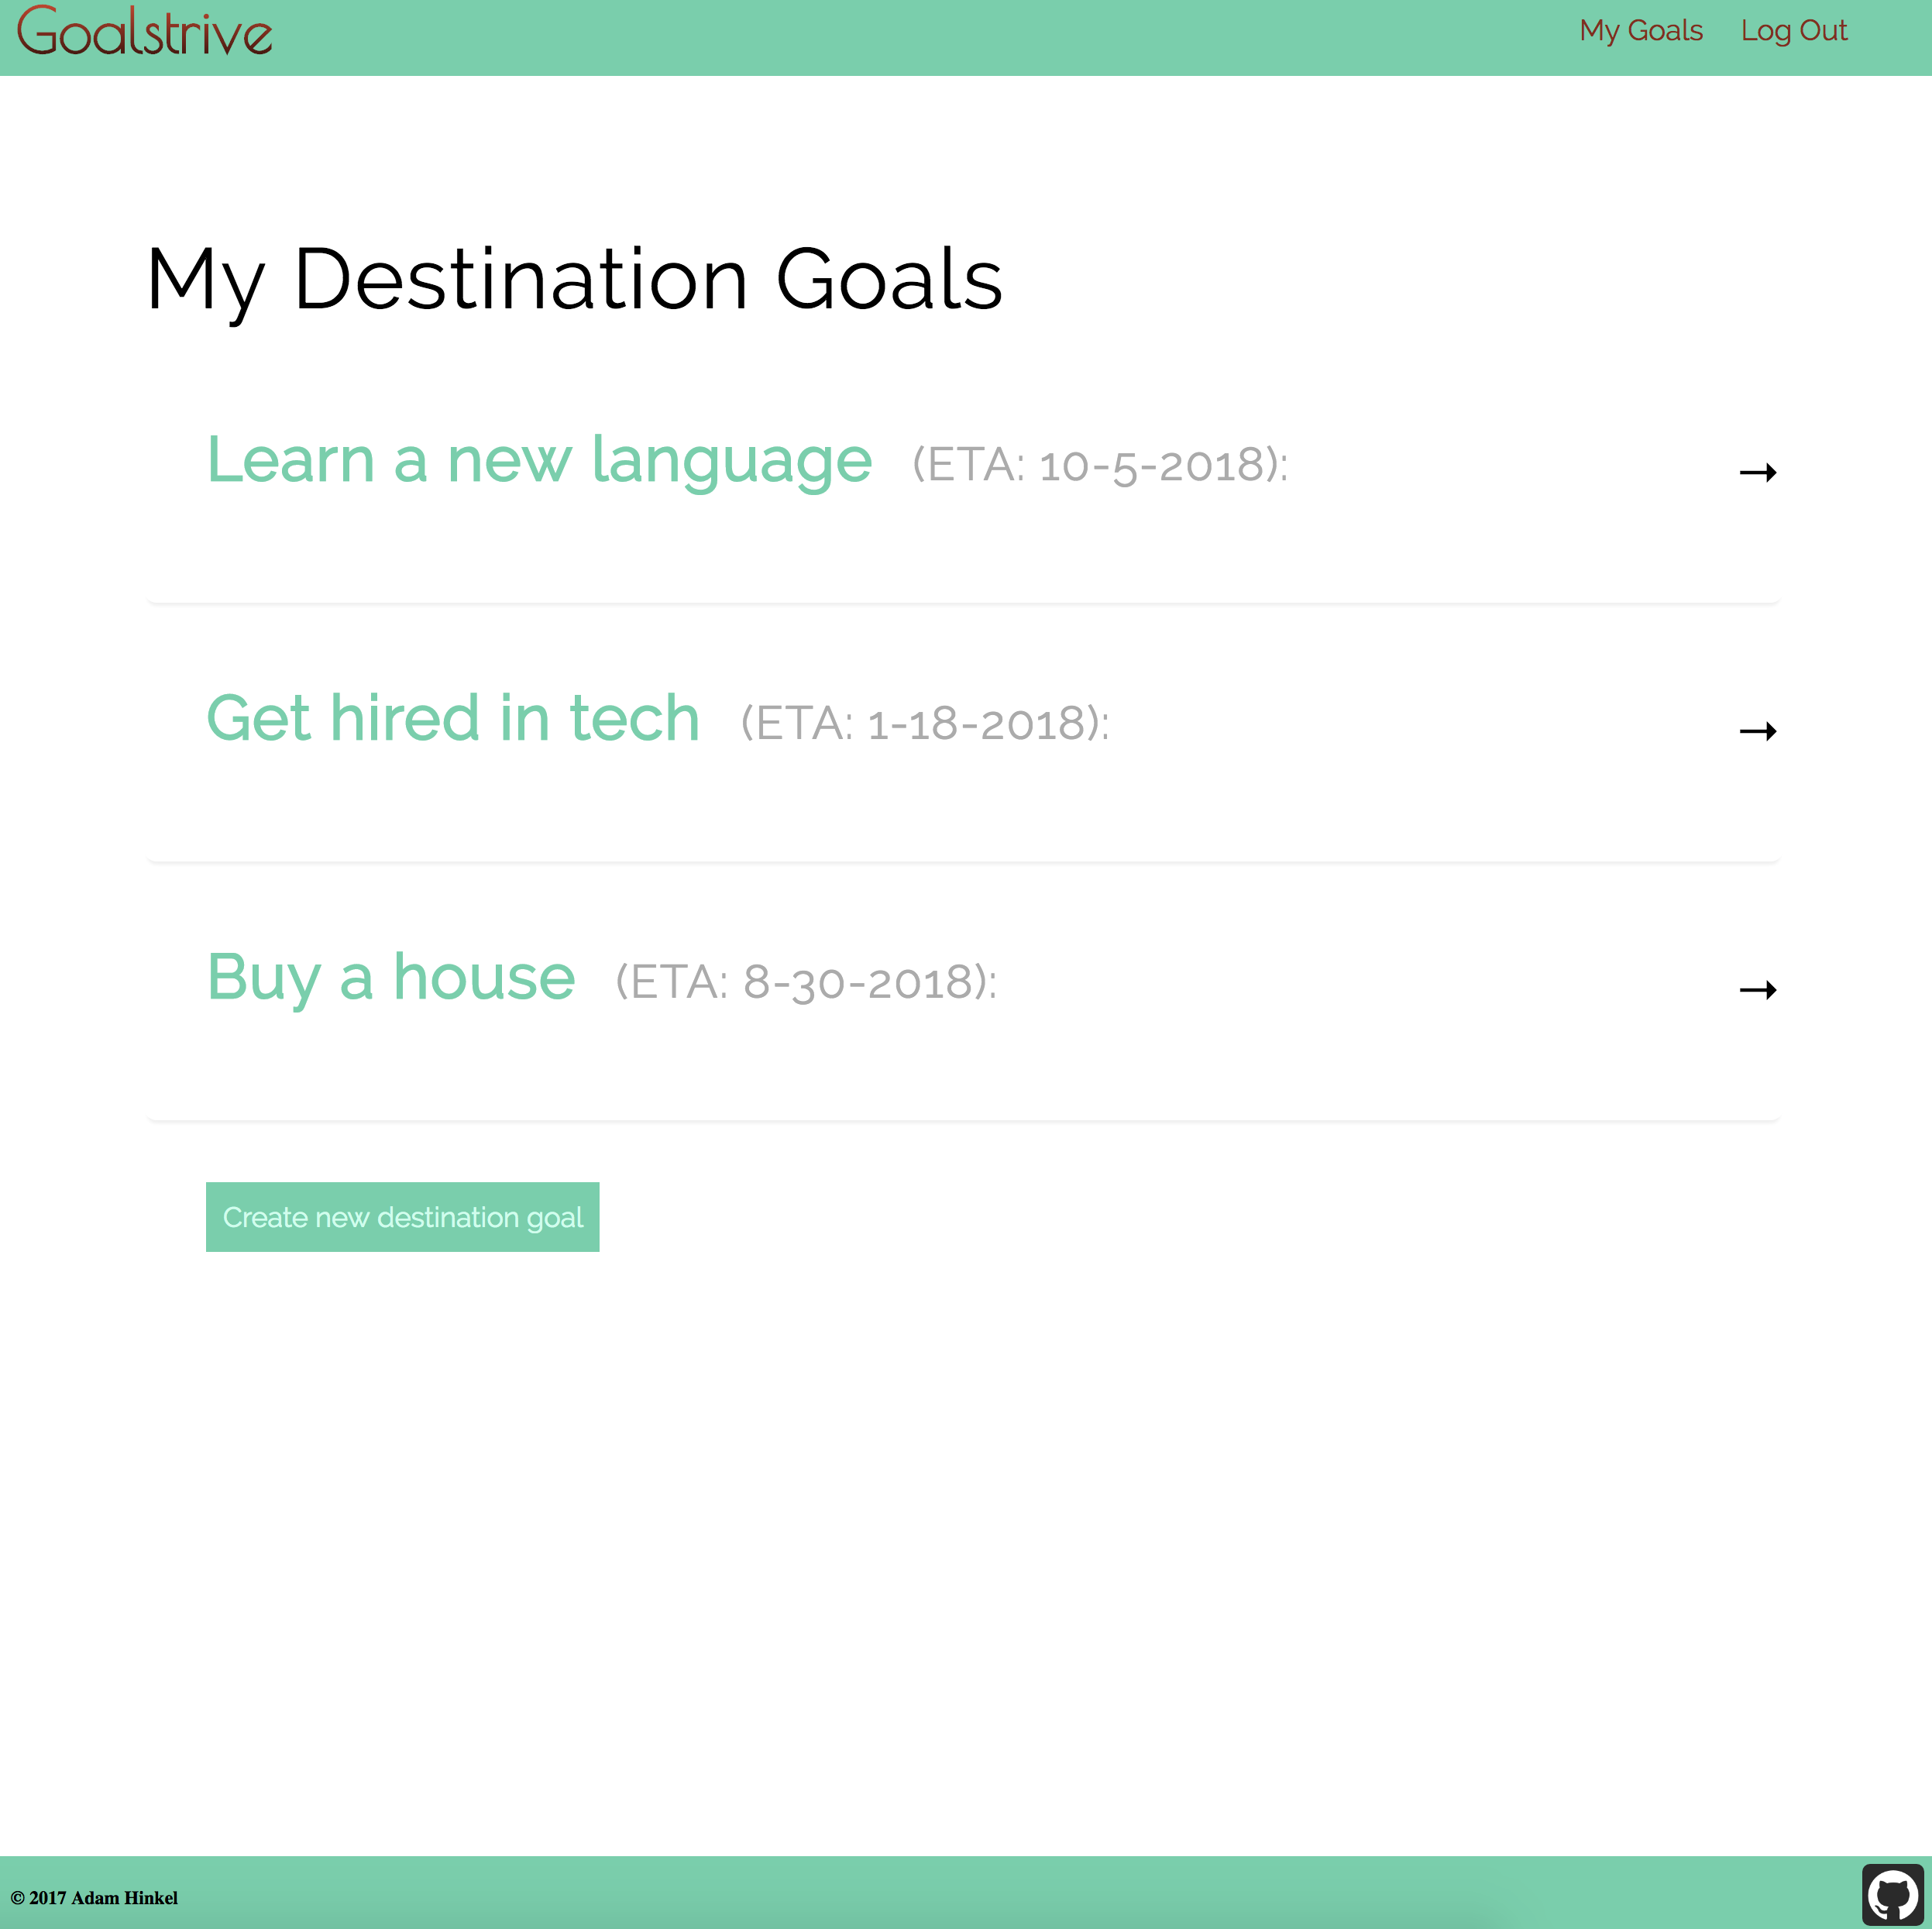 Goalstrive My Goals Log Out
My Destination Goals
Learn a new language (ETA: 10-5-2018):
Get hired in tech (ETA: 1-18-2018):
Buy a house (ETA: 8-30-2018):
Create new destination goal
© 2017 Adam Hinkel